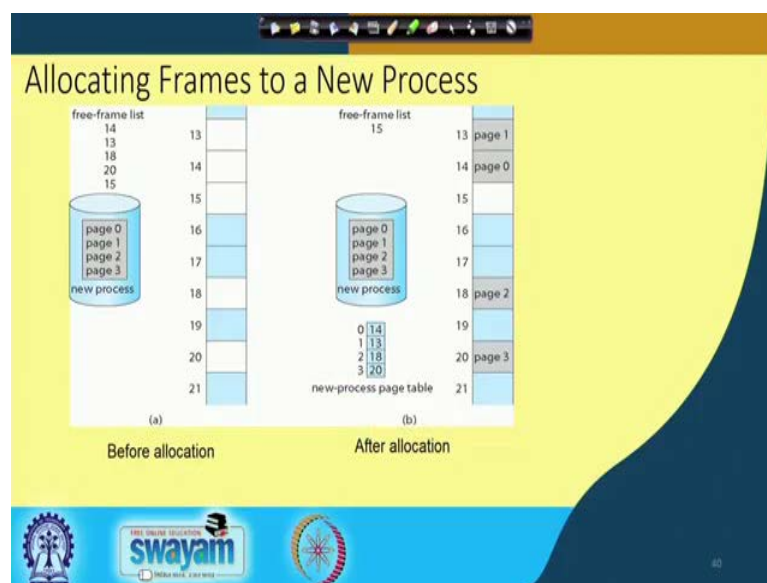 Allocating Frames to a New Process
free-frame list
14
13
18
20
15
page 0
page 1
page 2
page 3
new process
13
14
15
16
17
18
19
20
21
(a)
Before allocation
free-frame list
15
page 0
page 1
page 2
page 3
new process
0 14
1 13
2 18
3 20
new-process page table
13 page 1
14 page 0
15
16
17
18 page 2
19
20 page 3
21
(b)
After allocation
FREE ONLINE EDUCATION
swayam
40